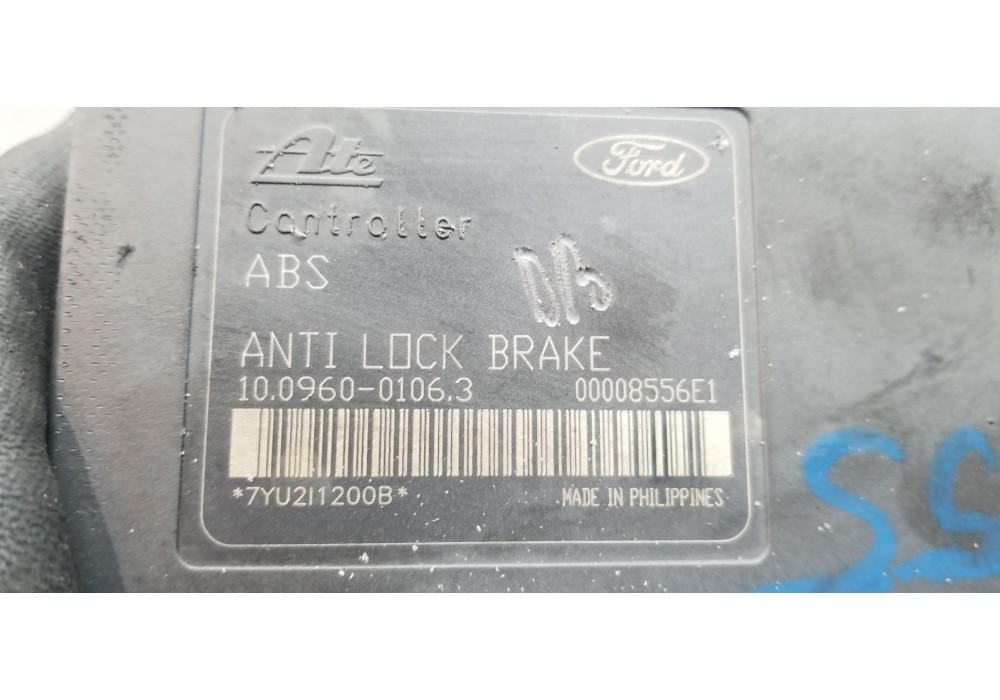 Ate Ford
Controller
ABS
ANTI LOCK BRAKE
10.0960-0106.3 00008556E1
*7YU2I1200B* MADE IN PHILIPPINES